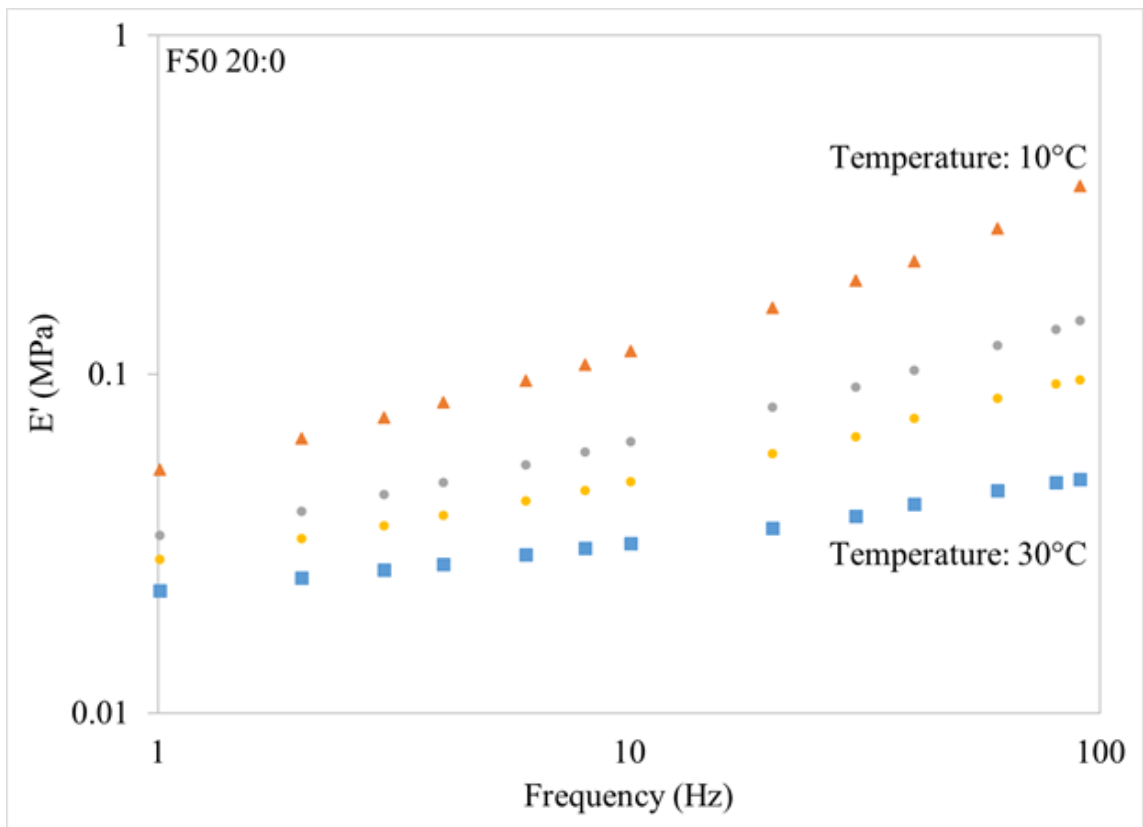 1
F50 20:0
Temperature: 10°C
0.1
E' (MPa)
Temperature: 30°C
0.01
1 10 100
Frequency (Hz)